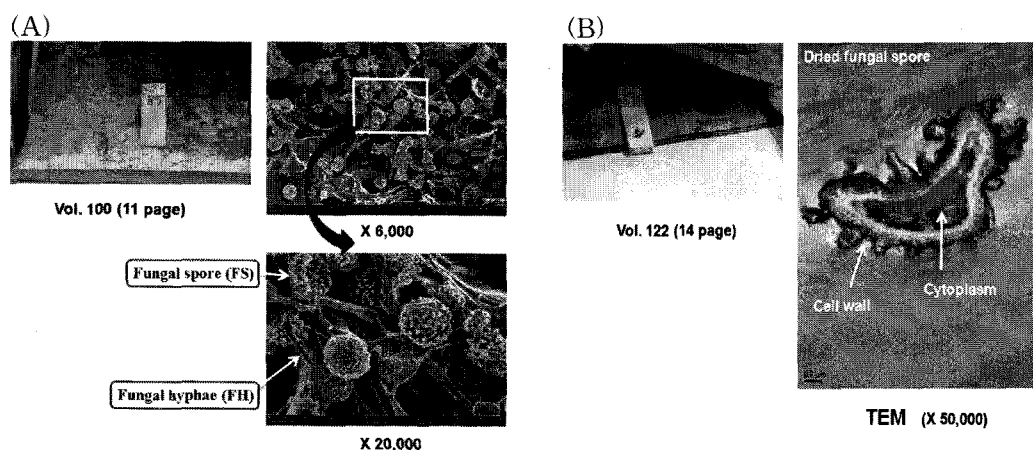 (A)
Vol. 100 (11 page)
X 6,000
Fungal spore (FS)
Fungal hyphae (FH)
X 20,000
(B)
Vol. 122 (14 page)
Dried fungal spore
Cell wall
Cytoplasm
TEM (X 50,000)